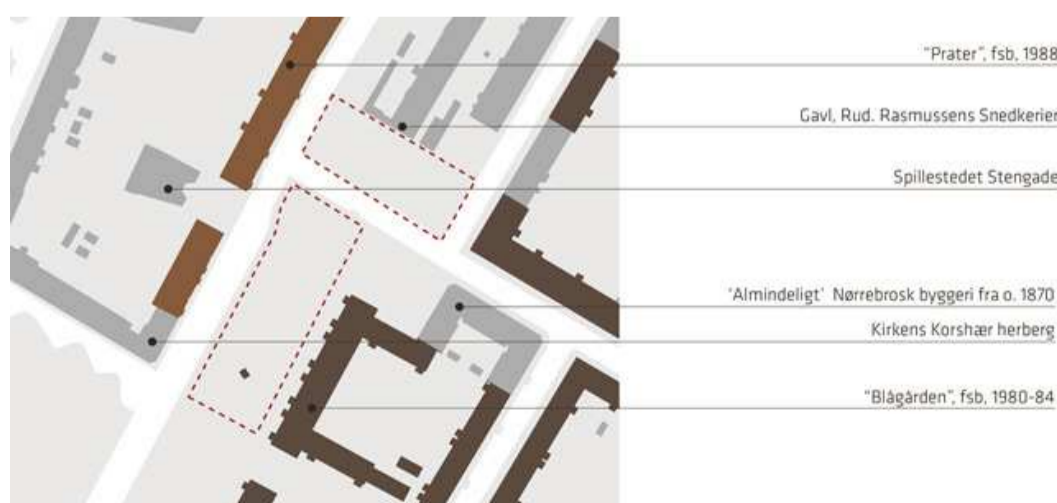 "Prater", fsb, 1988
Gavl, Rud. Rasmussens Snedkerier
Spillestedet Stengade
'Almindeligt' Nørrebrosk byggeri fra o. 1870
Kirkens Korshær herberg
"Blågården", fsb, 1980-84